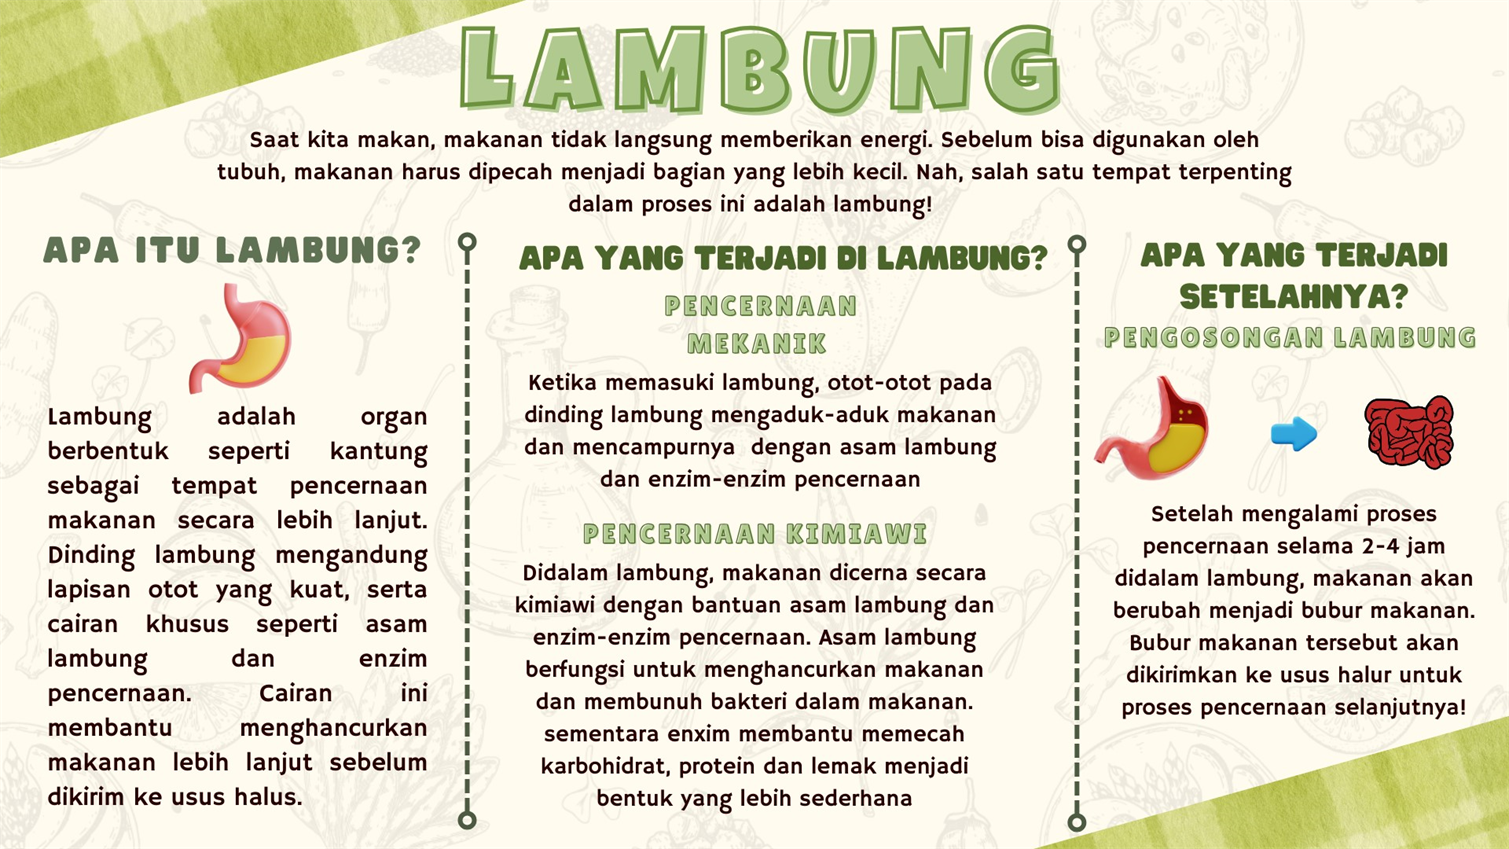 LAMBUNG
Saat kita makan, makanan tidak langsung memberikan energi. Sebelum bisa digunakan oleh
tubuh, makanan harus dipecah menjadi bagian yang lebih kecil. Nah, salah satu tempat terpenting
dalam proses ini adalah lambung!
APA ITU LAMBUNG?
Lambung adalah organ
berbentuk seperti kantung
sebagai tempat pencernaan
makanan secara lebih lanjut.
Dinding lambung mengandung
lapisan otot yang kuat, serta
cairan khusus seperti asam
lambung dan enzim
pencernaan. Cairan ini
membantu menghancurkan
makanan lebih lanjut sebelum
dikirim ke usus halus.
APA YANG TERJADI DI LAMBUNG?
PENCERNAAN
MEKANIK
Ketika memasuki lambung, otot-otot pada
dinding lambung mengaduk-aduk makanan
dan mencampurnya dengan asam lambung
dan enzim-enzim pencernaan
PENCERNAAN KIMIAWI
Didalam lambung, makanan dicerna secara
kimiawi dengan bantuan asam lambung dan
enzim-enzim pencernaan. Asam lambung
berfungsi untuk menghancurkan makanan
dan membunuh bakteri dalam makanan.
sementara enxim membantu memecah
karbohidrat, protein dan lemak menjadi
bentuk yang lebih sederhana
APA YANG TERJADI
SETELAHNYA?
PENGOSONGAN LAMBUNG
Setelah mengalami proses
pencernaan selama 2-4 jam
didalam lambung, makanan akan
berubah menjadi bubur makanan.
Bubur makanan tersebut akan
dikirimkan ke usus halur untuk
proses pencernaan selanjutnya!